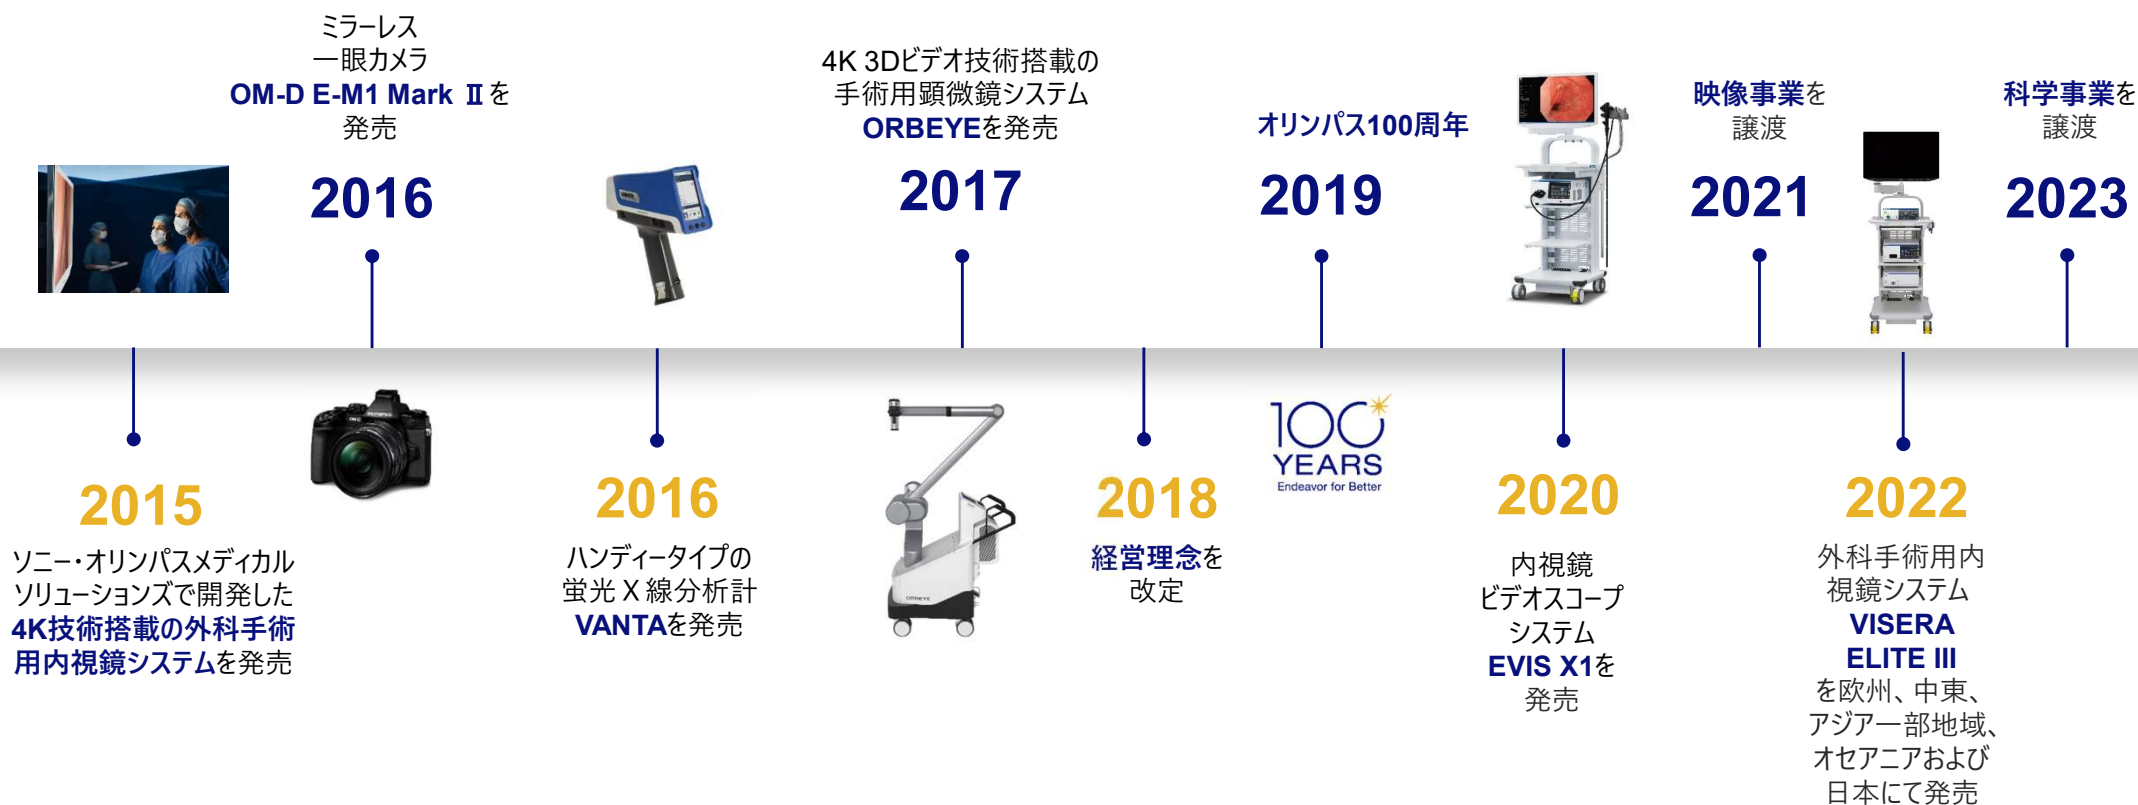 ミラーレス
一眼カメラ
OM-D E-M1 Mark Ⅱを
発売
2016
4K 3Dビデオ技術搭載の
手術用顕微鏡システム
ORBEYEを発売
2017
オリンパス100周年
2019
映像事業を
譲渡
2021
科学事業を
譲渡
2023
2015
ソニー・オリンパスメディカル
ソリューションズで開発した
4K技術搭載の外科手術
用内視鏡システムを発売
OLYMPUS
2016
ハンディータイプの
蛍光X線分析計
VANTAを発売
ORBEYE
2018
経営理念を
改定
100
YEARS
Endeavor for Better
2020
内視鏡
ビデオスコープ
システム
EVIS X1を
発売
2022
外科手術用内
視鏡システム
VISERA
ELITE III
を欧州、中東、
アジア一部地域、
オセアニアおよび
日本にて発売